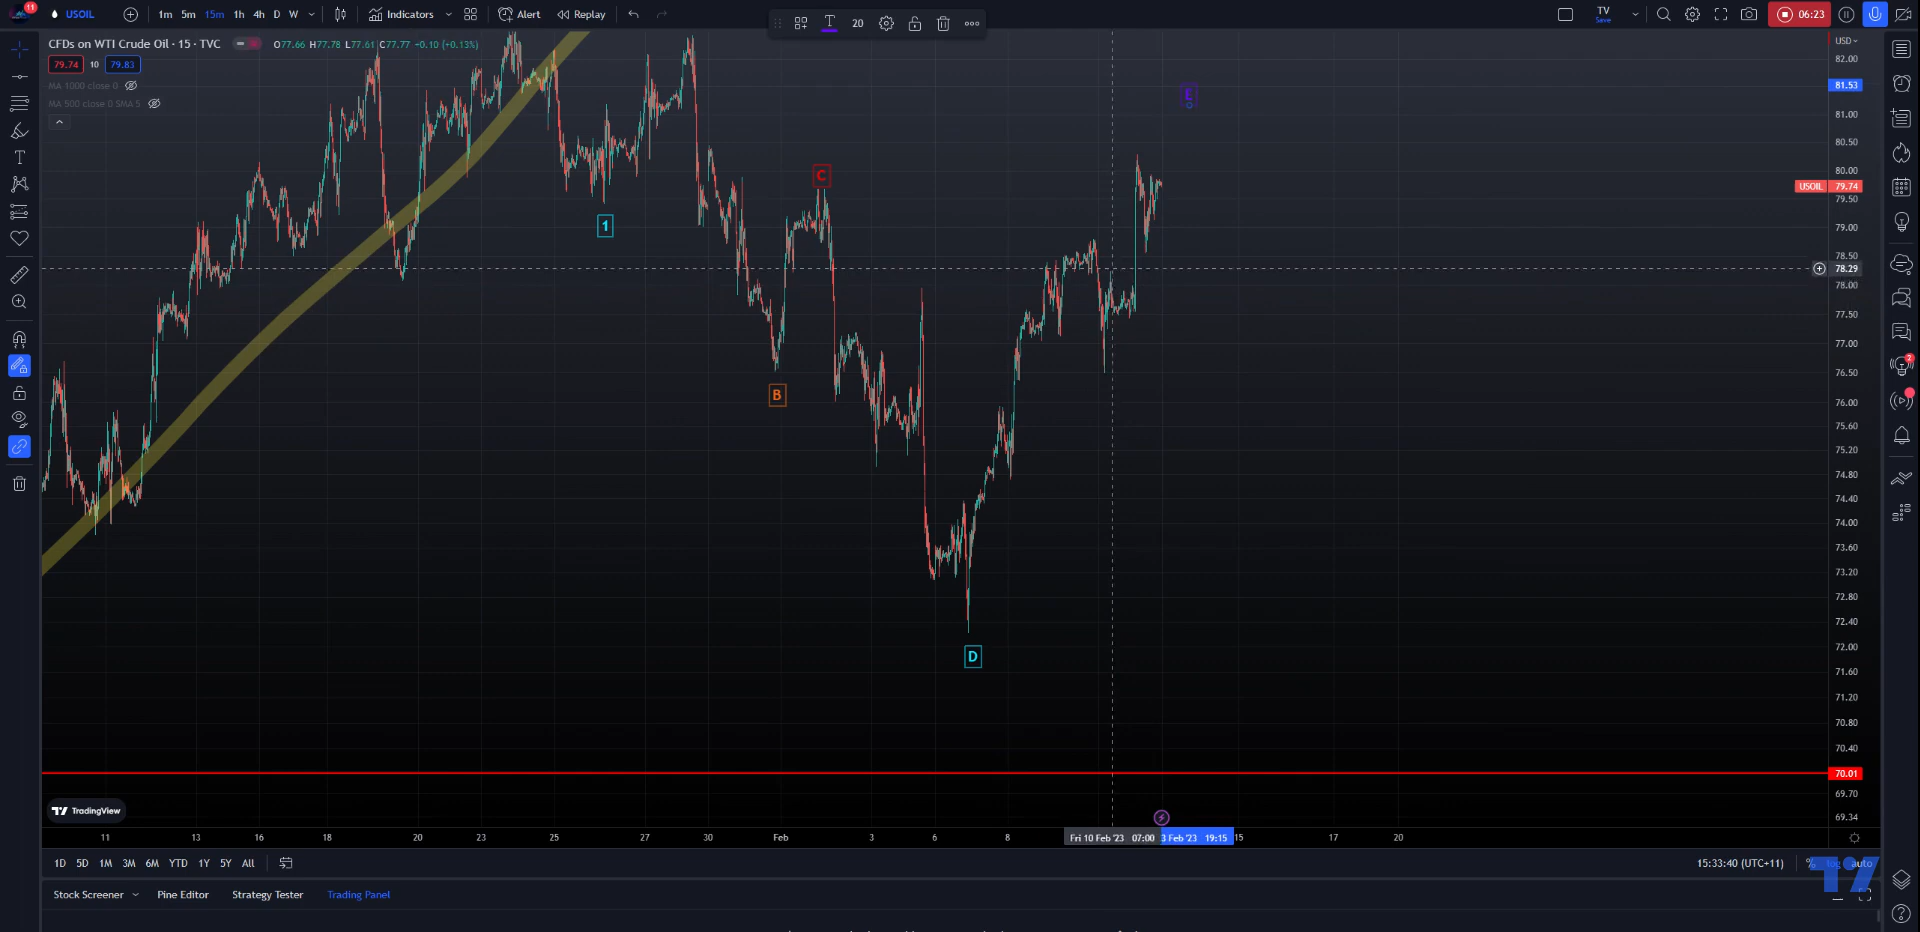 11 USOIL 1m 5m 15m 1h 4h D W Indicators Alert Replay T 20 TV Save 06:23
CFDs on WTI Crude Oil · 15 · TVC O77.66 H77.78 L77.61 C77.77 +0.10 (+0.13%) USD
79.74 10 79.83 82.00
MA 1000 close 0 81.53
MA 500 close 0 SMA 5 E
81.00
80.50
C 80.00
USOIL 79.74
79.50
1 79.00
78.50
78.29
78.00
77.50
77.00
2
76.50
B 76.00
75.60
75.20
74.80
74.40
74.00
73.60
73.20
72.80
72.40
D 72.00
71.60
71.20
70.80
70.40
70.01
69.70
TradingView 69.34
11 13 16 18 20 23 25 27 30 Feb 3 6 8 Fri 10 Feb '23 07:00 3 Feb '23 19:15 15 17 20
1D 5D 1M 3M 6M YTD 1Y 5Y All 15:33:40 (UTC+11) % log auto
Stock Screener Pine Editor Strategy Tester Trading Panel